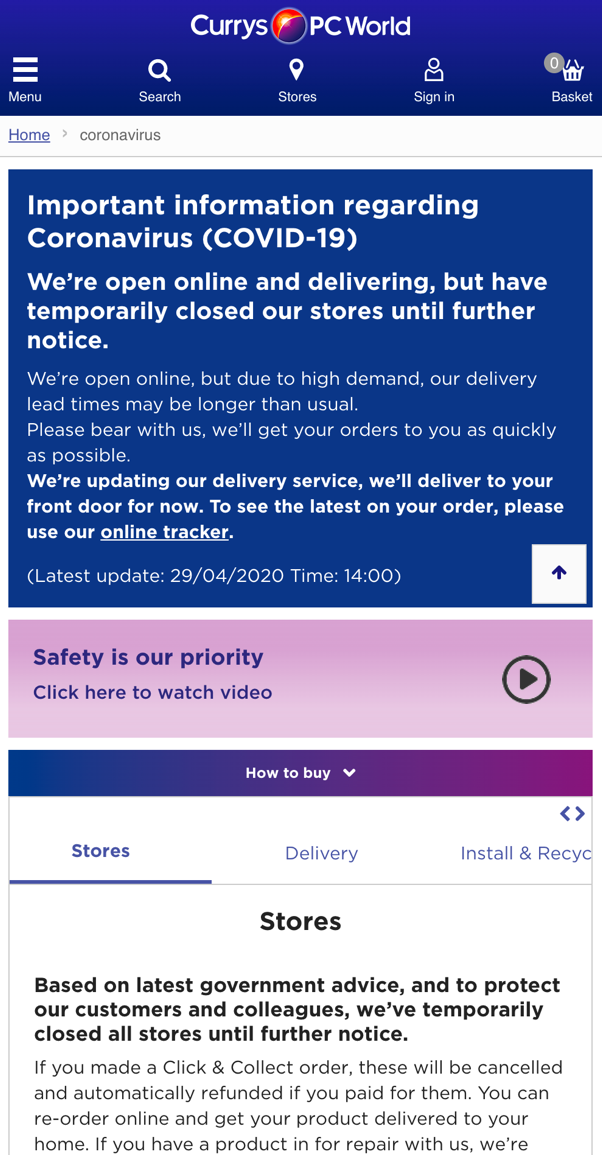 Currys PC World
Menu
Search
Stores
Sign in
0
Basket
Home > coronavirus
Important information regarding
Coronavirus (COVID-19)
We’re open online and delivering, but have
temporarily closed our stores until further
notice.
We’re open online, but due to high demand, our delivery
lead times may be longer than usual.
Please bear with us, we’ll get your orders to you as quickly
as possible.
We’re updating our delivery service, we’ll deliver to your
front door for now. To see the latest on your order, please
use our online tracker.
(Latest update: 29/04/2020 Time: 14:00)
Safety is our priority
Click here to watch video
How to buy
Stores
Delivery
Install & Recyc
Stores
Based on latest government advice, and to protect
our customers and colleagues, we’ve temporarily
closed all stores until further notice.
If you made a Click & Collect order, these will be cancelled
and automatically refunded if you paid for them. You can
re-order online and get your product delivered to your
home. If you have a product in for repair with us, we’re